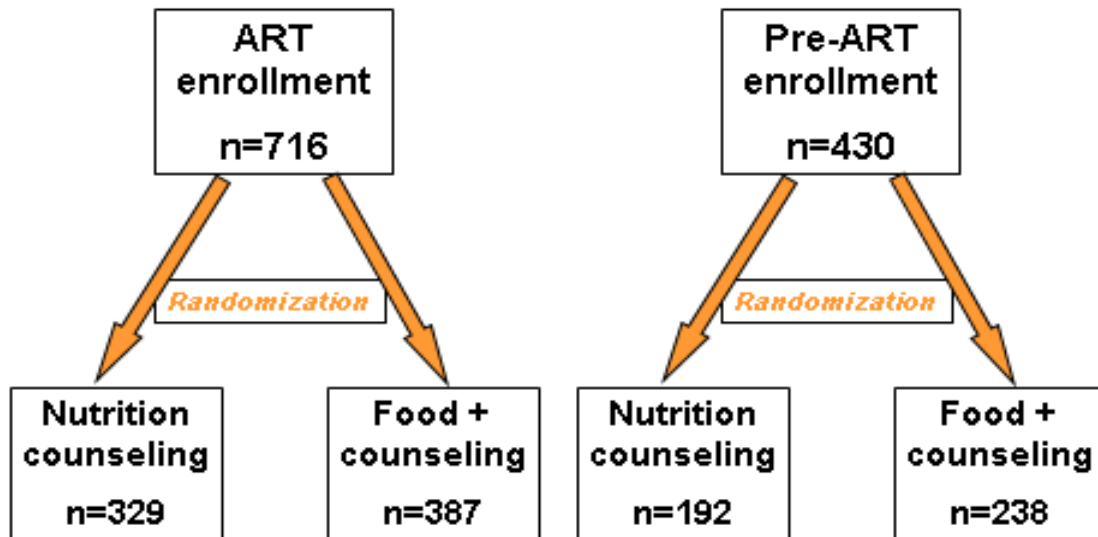 ART
enrollment
n=716
Pre-ART
enrollment
n=430
Randomization
Randomization
Nutrition
counseling
n=329
Food +
counseling
n=387
Nutrition
counseling
n=192
Food +
counseling
n=238